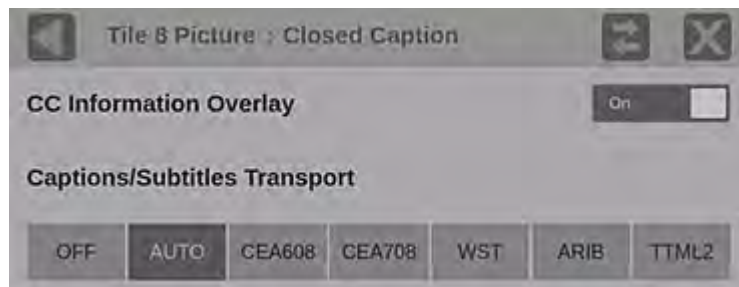 Tile 8 Picture : Closed Caption
CC Information Overlay
On
Captions/Subtitles Transport
OFF AUTO CEA608 CEA708 WST ARIB TTML2